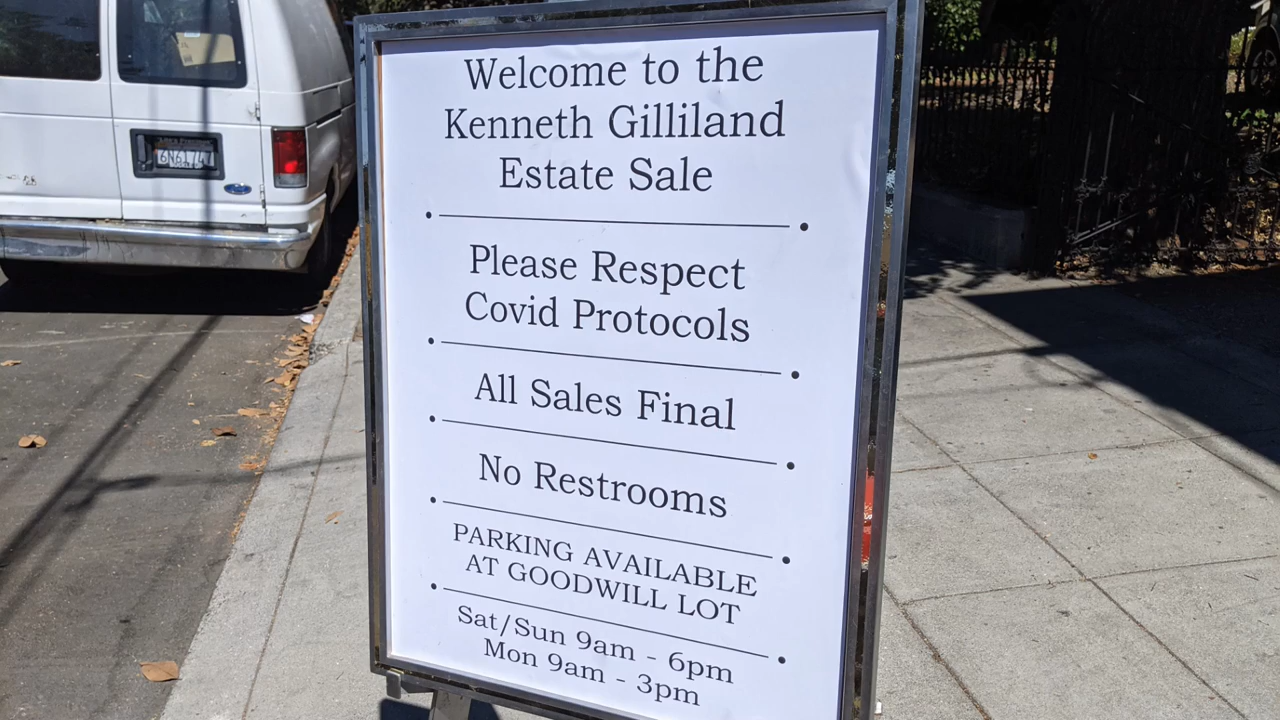 Welcome to the
Kenneth Gilliland
Estate Sale
Please Respect
Covid Protocols
All Sales Final
No Restrooms
PARKING AVAILABLE
AT GOODWILL LOT
Sat/Sun 9am - 6pm
Mon 9am - 3pm
Ford